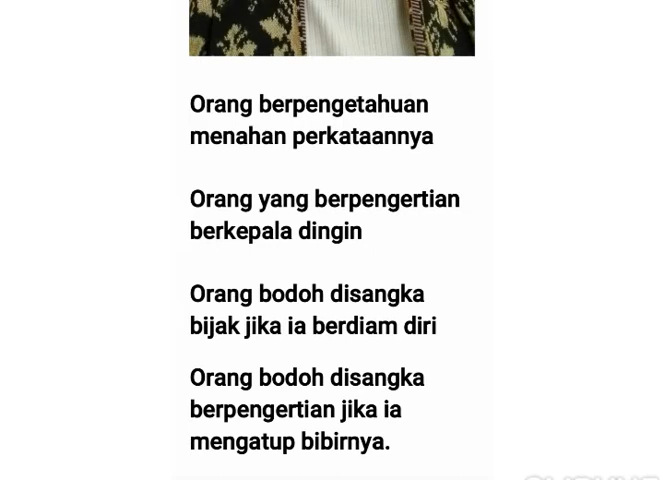 Orang berpengetahuan
menahan perkataannya
Orang yang berpengertian
berkepala dingin
Orang bodoh disangka
bijak jika ia berdiam diri
Orang bodoh disangka
berpengertian jika ia
mengatup bibirnya.